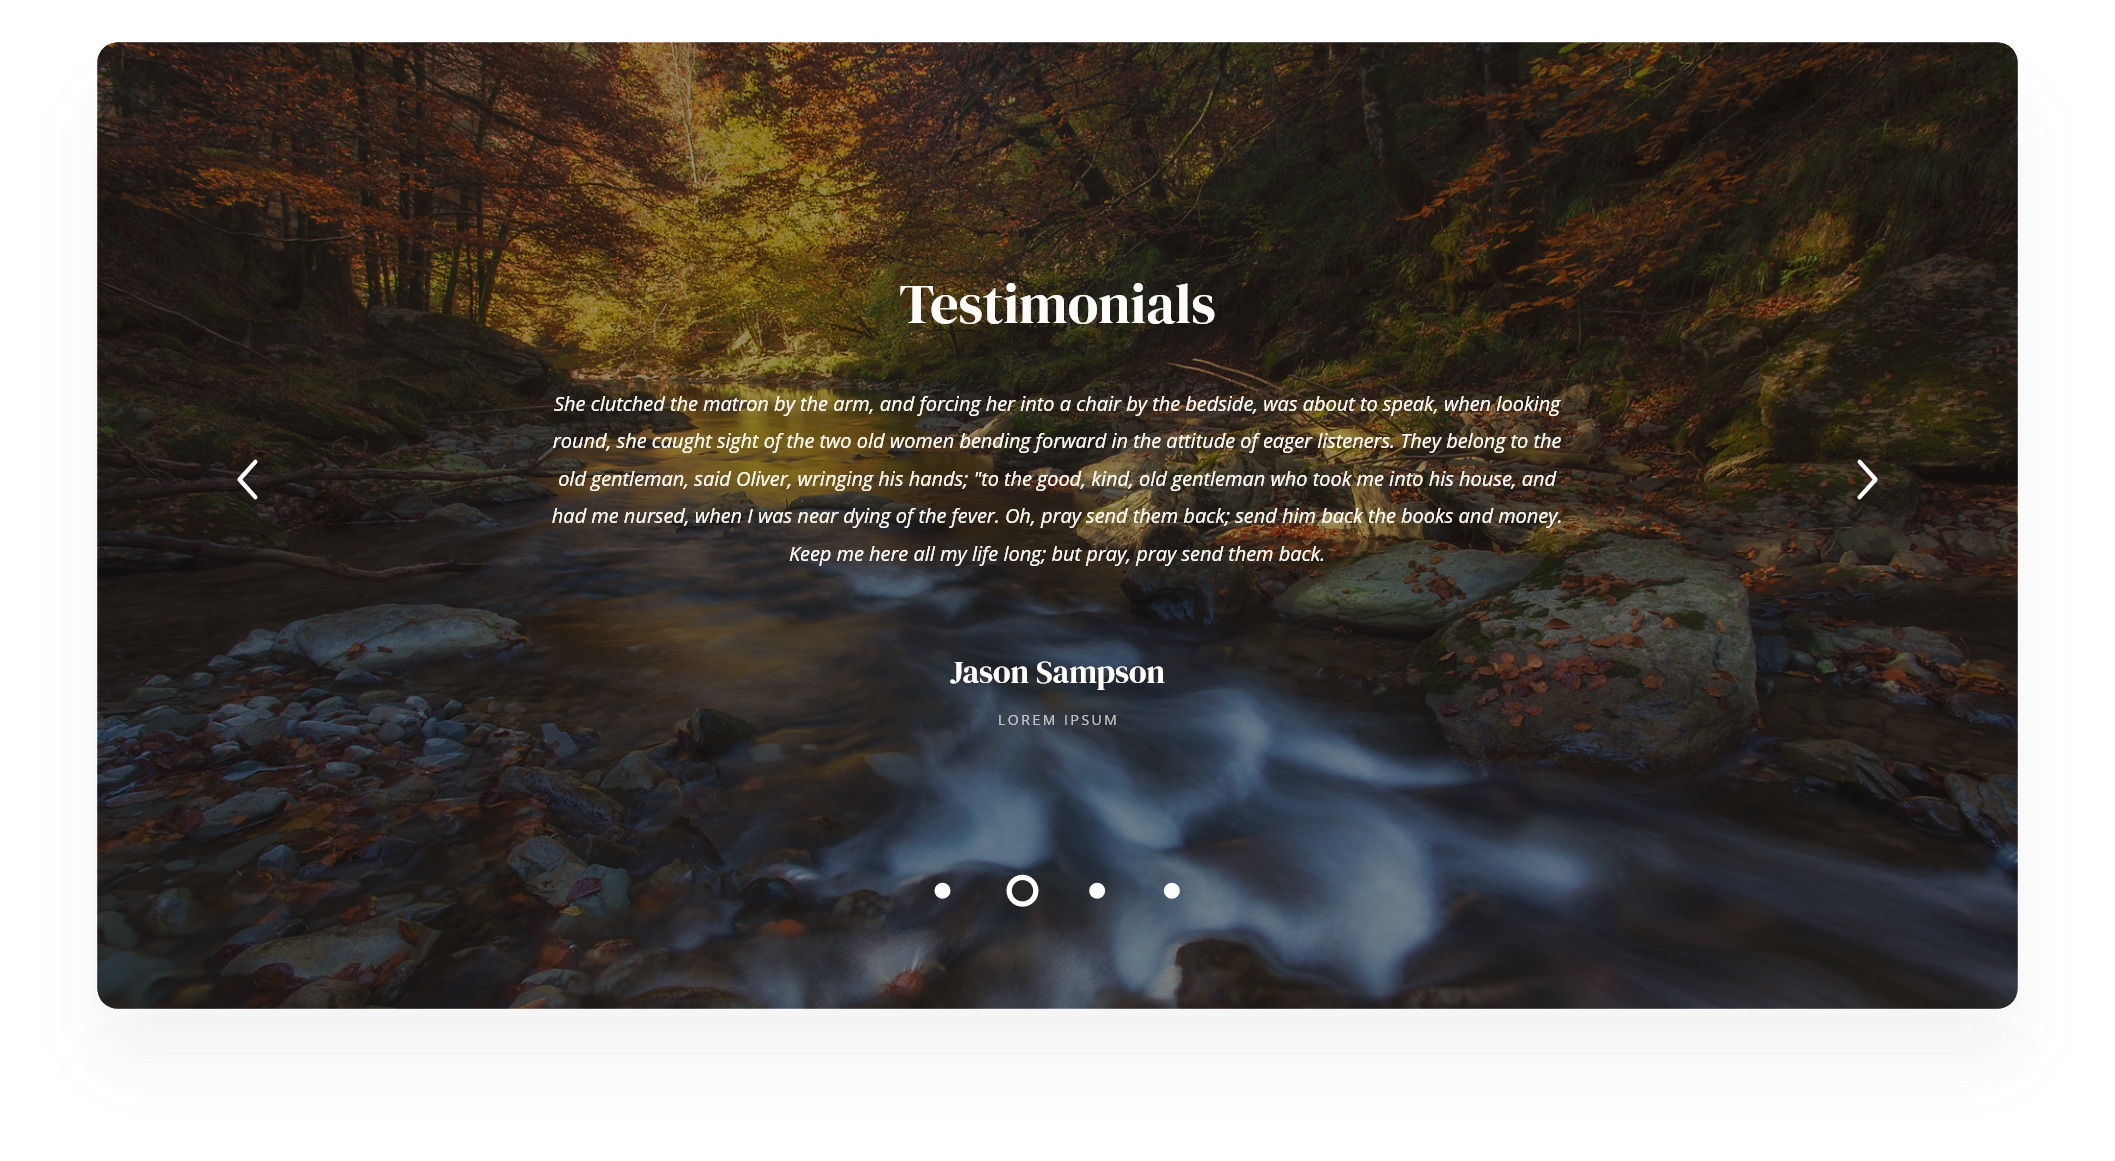 Testimonials
She clutched the matron by the arm, and forcing her into a chair by the bedside, was about to speak, when looking
round, she caught sight of the two old women bending forward in the attitude of eager listeners. They belong to the
old gentleman, said Oliver, wringing his hands; "to the good, kind, old gentleman who took me into his house, and
had me nursed, when I was near dying of the fever. Oh, pray send them back; send him back the books and money.
Keep me here all my life long; but pray, pray send them back.
Jason Sampson
LOREM IPSUM